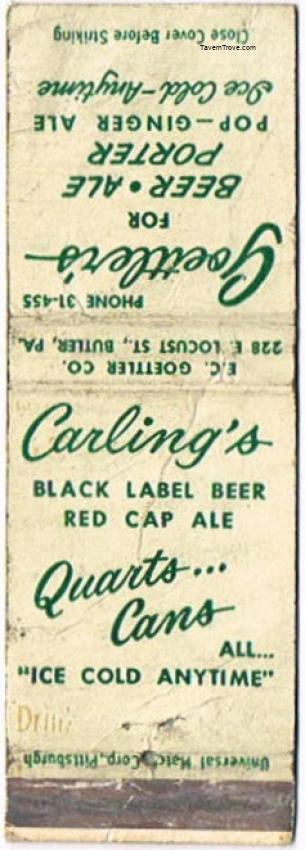 TavernTrove.com
Close Cover Before Striking
Goettler's
PHONE 31-455
FOR
BEER • ALE
PORTER
POP—GINGER ALE
Ice Cold—Anytime
E.C. GOETTLER CO.
228 E. LOCUST ST., BUTLER, PA.
Carling's
BLACK LABEL BEER
RED CAP ALE
Quarts...
Cans
ALL...
"ICE COLD ANYTIME"
Universal Match Corp., Pittsburgh